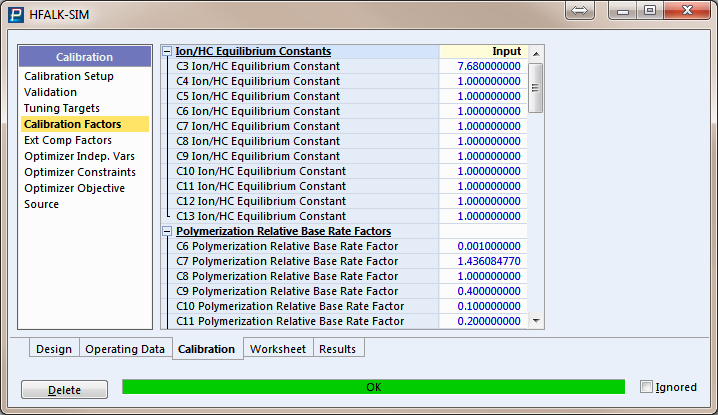 HFALK-SIM
Calibration
Calibration Setup
Validation
Tuning Targets
Calibration Factors
Ext Comp Factors
Optimizer Indep. Vars
Optimizer Constraints
Optimizer Objective
Source
Ion/HC Equilibrium Constants Input
C3 Ion/HC Equilibrium Constant 7.680000000
C4 Ion/HC Equilibrium Constant 1.000000000
C5 Ion/HC Equilibrium Constant 1.000000000
C6 Ion/HC Equilibrium Constant 1.000000000
C7 Ion/HC Equilibrium Constant 1.000000000
C8 Ion/HC Equilibrium Constant 1.000000000
C9 Ion/HC Equilibrium Constant 1.000000000
C10 Ion/HC Equilibrium Constant 1.000000000
C11 Ion/HC Equilibrium Constant 1.000000000
C12 Ion/HC Equilibrium Constant 1.000000000
C13 Ion/HC Equilibrium Constant 1.000000000
Polymerization Relative Base Rate Factors
C6 Polymerization Relative Base Rate Factor 0.001000000
C7 Polymerization Relative Base Rate Factor 1.436084770
C8 Polymerization Relative Base Rate Factor 1.000000000
C9 Polymerization Relative Base Rate Factor 0.400000000
C10 Polymerization Relative Base Rate Factor 0.100000000
C11 Polymerization Relative Base Rate Factor 0.200000000
Design Operating Data Calibration Worksheet Results
Delete OK Ignored